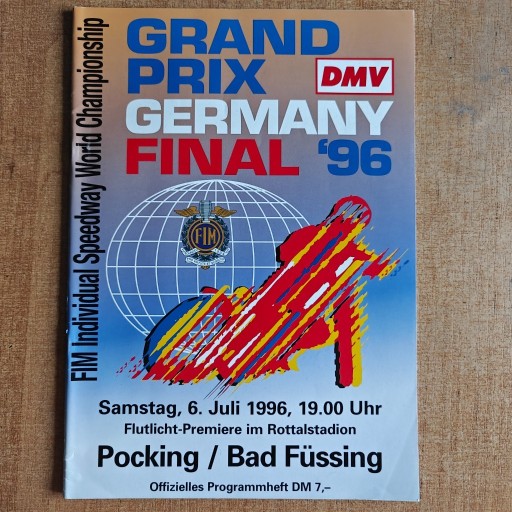 FIM Individual Speedway World Championship
GRAND
PRIX
DMV
GERMANY
FINAL '96
FIM
Samstag, 6. Juli 1996, 19.00 Uhr
Flutlicht-Premiere im Rottalstadion
Pocking / Bad Füssing
Offizielles Programmheft DM 7,–